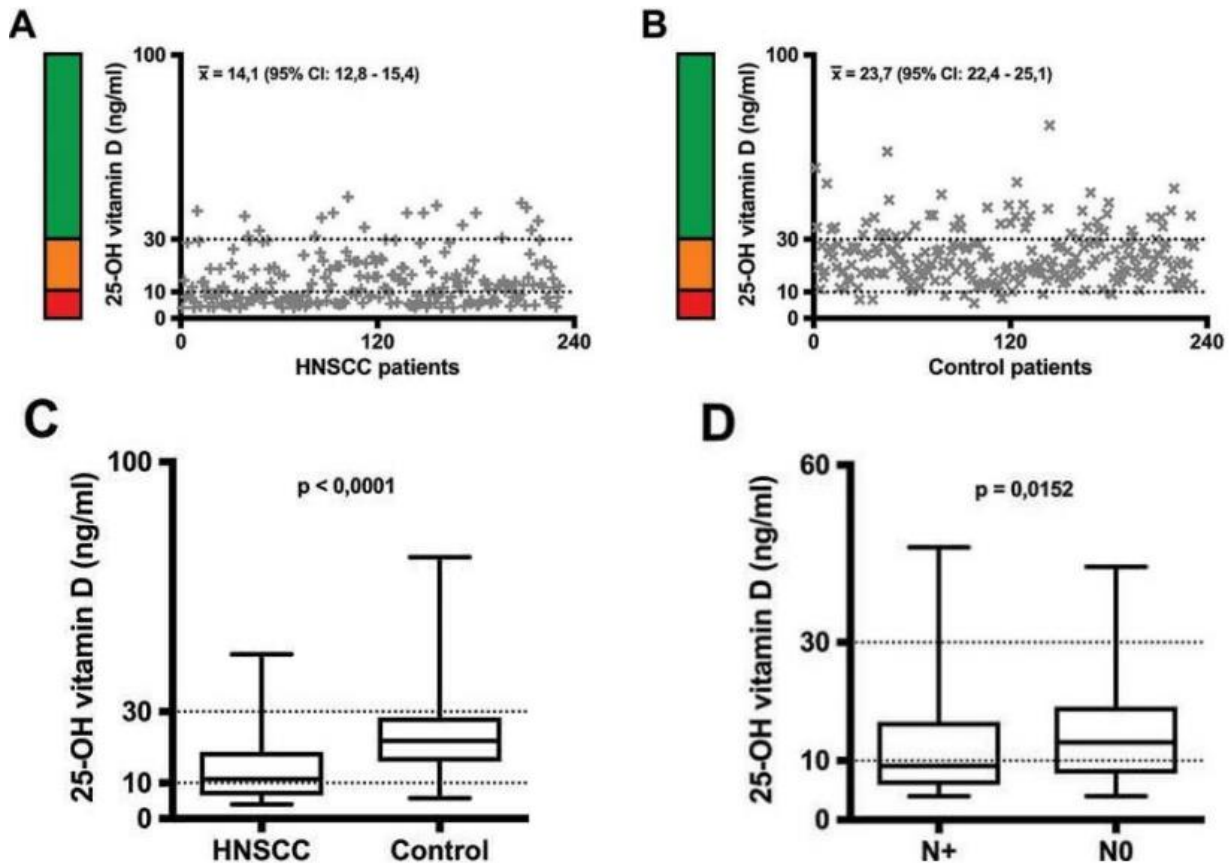 A
25-OH vitamin D (ng/ml)
100
30
10
0
x̄ = 14,1 (95% CI: 12,8 - 15,4)
0 120 240
HNSCC patients
B
25-OH vitamin D (ng/ml)
100
30
10
0
x̄ = 23,7 (95% CI: 22,4 - 25,1)
0 120 240
Control patients
C
25-OH vitamin D (ng/ml)
100
30
10
0
p < 0,0001
HNSCC Control
D
25-OH vitamin D (ng/ml)
60
30
10
0
p = 0,0152
N+ N0